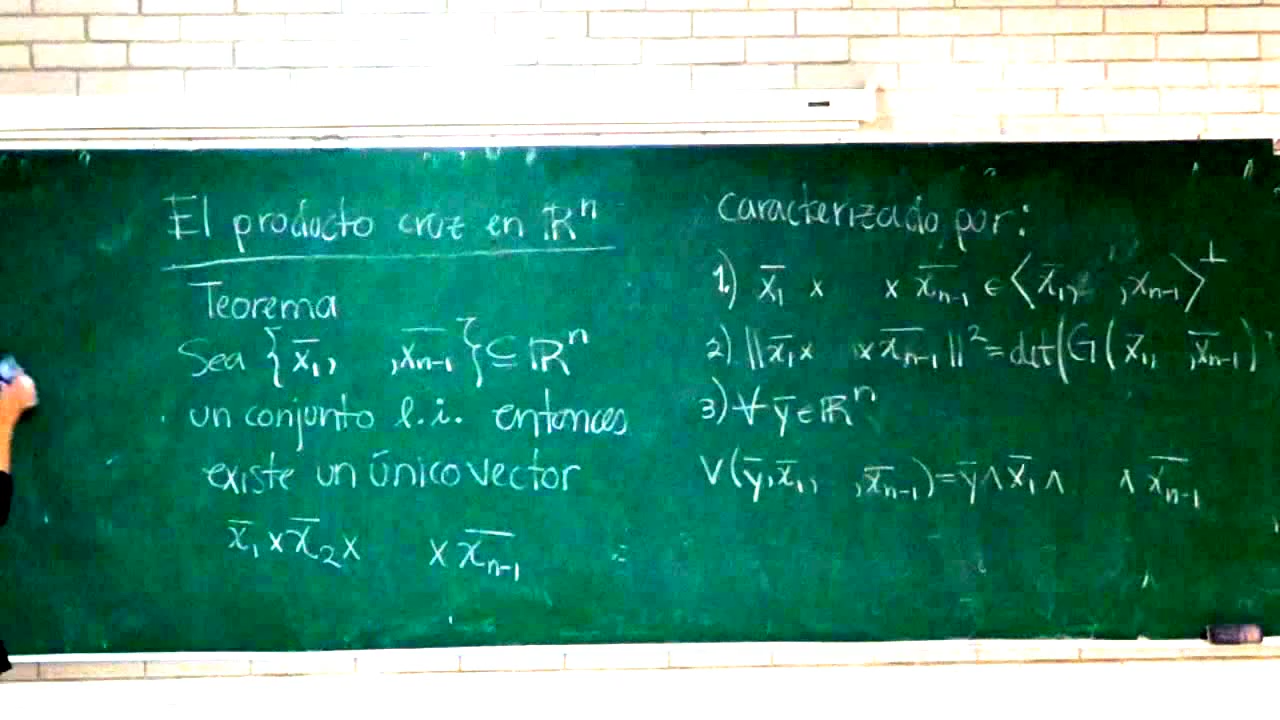 El producto cruz en ℝⁿ
Teorema
Sea {x̅₁, , x̅ₙ₋₁} ⊆ ℝⁿ
un conjunto l.i. entonces
existe un único vector
x̅₁ × x̅₂ × × x̅ₙ₋₁
caracterizado por:
1.) x̅₁ × × x̅ₙ₋₁ ∈ ⟨x̅₁, , xₙ₋₁⟩^⊥
2) ||x̅₁ × × x̅ₙ₋₁||² = det(G(x̅₁, , x̅ₙ₋₁)
3) ∀ y̅ ∈ ℝⁿ
V(y̅, x̅₁, , x̅ₙ₋₁) = y̅ ∧ x̅₁ ∧ ∧ x̅ₙ₋₁